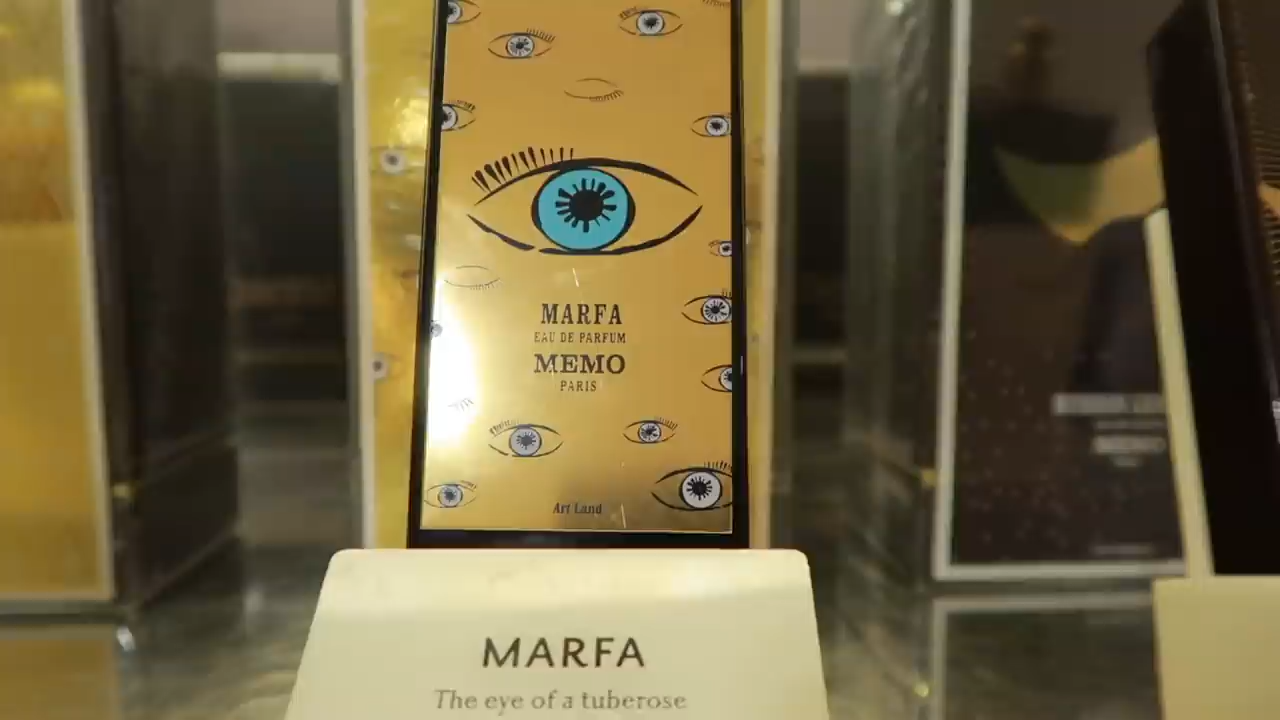 MARFA
EAU DE PARFUM
MEMO
PARIS
Art Land
MARFA
The eye of a tuberose